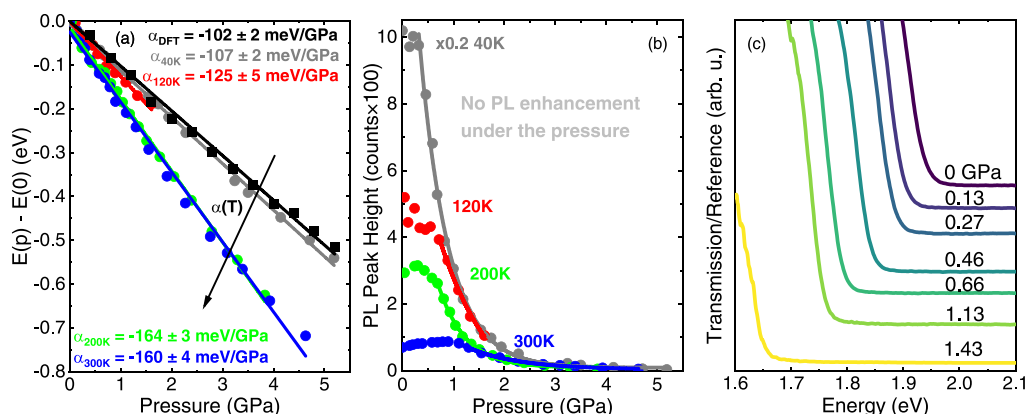 (a)
α_DFT = -102 ± 2 meV/GPa
α_40K = -107 ± 2 meV/GPa
α_120K = -125 ± 5 meV/GPa
α(T)
α_200K = -164 ± 3 meV/GPa
α_300K = -160 ± 4 meV/GPa
E(p) - E(0) (eV)
0.0
-0.1
-0.2
-0.3
-0.4
-0.5
-0.6
-0.7
-0.8
0 1 2 3 4 5
Pressure (GPa)
(b)
x0.2 40K
No PL enhancement
under the pressure
120K
200K
300K
PL Peak Height (counts×100)
10
8
6
4
2
0
0 1 2 3 4 5
Pressure (GPa)
(c)
0 GPa
0.13
0.27
0.46
0.66
1.13
1.43
Transmission/Reference (arb. u.)
1.6 1.7 1.8 1.9 2.0 2.1
Energy (eV)